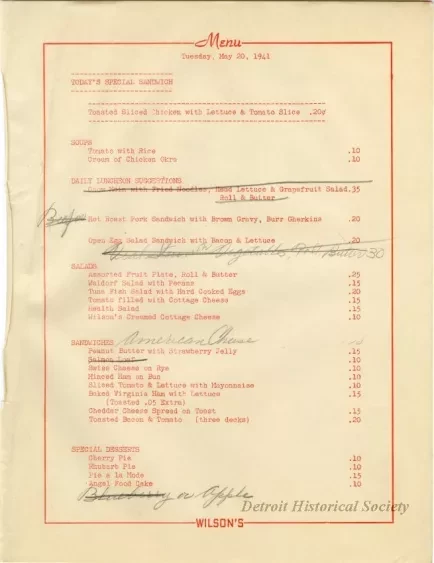 Menu
Tuesday, May 20, 1941
TODAY'S SPECIAL SANDWICH
Toasted Sliced Chicken with Lettuce & Tomato Slice .20¢
SOUPS
Tomato with Rice .10
Cream of Chicken Okra .10
DAILY LUNCHEON SUGGESTIONS
Chow Mein with Fried Noodles, Head Lettuce & Grapefruit Salad .35
Roll & Butter
Hot Roast Pork Sandwich with Brown Gravy, Burr Gherkins .20
Open Egg Salad Sandwich with Bacon & Lettuce .20
Roll Butter 30
SALADS
Assorted Fruit Plate, Roll & Butter .25
Waldorf Salad with Pecans .15
Tuna Fish Salad with Hard Cooked Eggs .20
Tomato filled with Cottage Cheese .15
Health Salad .15
Wilson's Creamed Cottage Cheese .10
SANDWICHES American Cheese
Peanut Butter with Strawberry Jelly .15
Salmon Loaf .10
Swiss Cheese on Rye .10
Minced Ham on Bun .10
Sliced Tomato & Lettuce with Mayonnaise .10
Baked Virginia Ham with Lettuce .15
(Toasted .05 Extra)
Cheddar Cheese Spread on Toast .15
Toasted Bacon & Tomato (three decks) .20
SPECIAL DESSERTS
Cherry Pie .10
Rhubarb Pie .10
Pie a la Mode .15
Angel Food Cake .10
Blueberry or Apple
Detroit Historical Society
WILSON'S